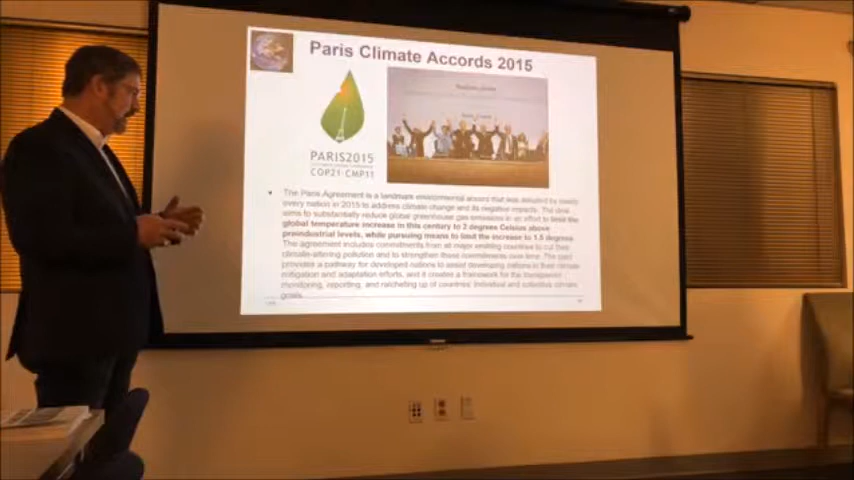 Paris Climate Accords 2015
PARIS2015
COP21·CMP11
• The Paris Agreement is a landmark environmental accord that was adopted by nearly
every nation in 2015 to address climate change and its negative impacts. The deal
aims to substantially reduce global greenhouse gas emissions in an effort to limit the
global temperature increase in this century to 2 degrees Celsius above
preindustrial levels, while pursuing means to limit the increase to 1.5 degrees.
The agreement includes commitments from all major emitting countries to cut their
climate-altering pollution and to strengthen those commitments over time. The pact
provides a pathway for developed nations to assist developing nations in their climate
mitigation and adaptation efforts, and it creates a framework for the transparent
monitoring, reporting, and ratcheting up of countries' individual and collective climate
goals.